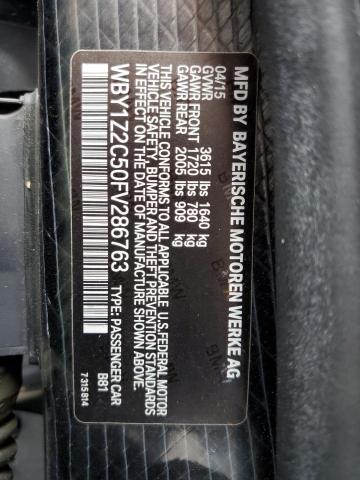 MFD BY BAYERISCHE MOTOREN WERKE AG
04/15
GVWR 3615 lbs 1640 kg
GAWR FRONT 1720 lbs 780 kg
GAWR REAR 2005 lbs 909 kg
THIS VEHICLE CONFORMS TO ALL APPLICABLE U.S. FEDERAL MOTOR
VEHICLE SAFETY, BUMPER AND THEFT PREVENTION STANDARDS
IN EFFECT ON THE DATE OF MANUFACTURE SHOWN ABOVE.
WBY1Z2C50FV286763 TYPE: PASSENGER CAR
B81
7 315 814